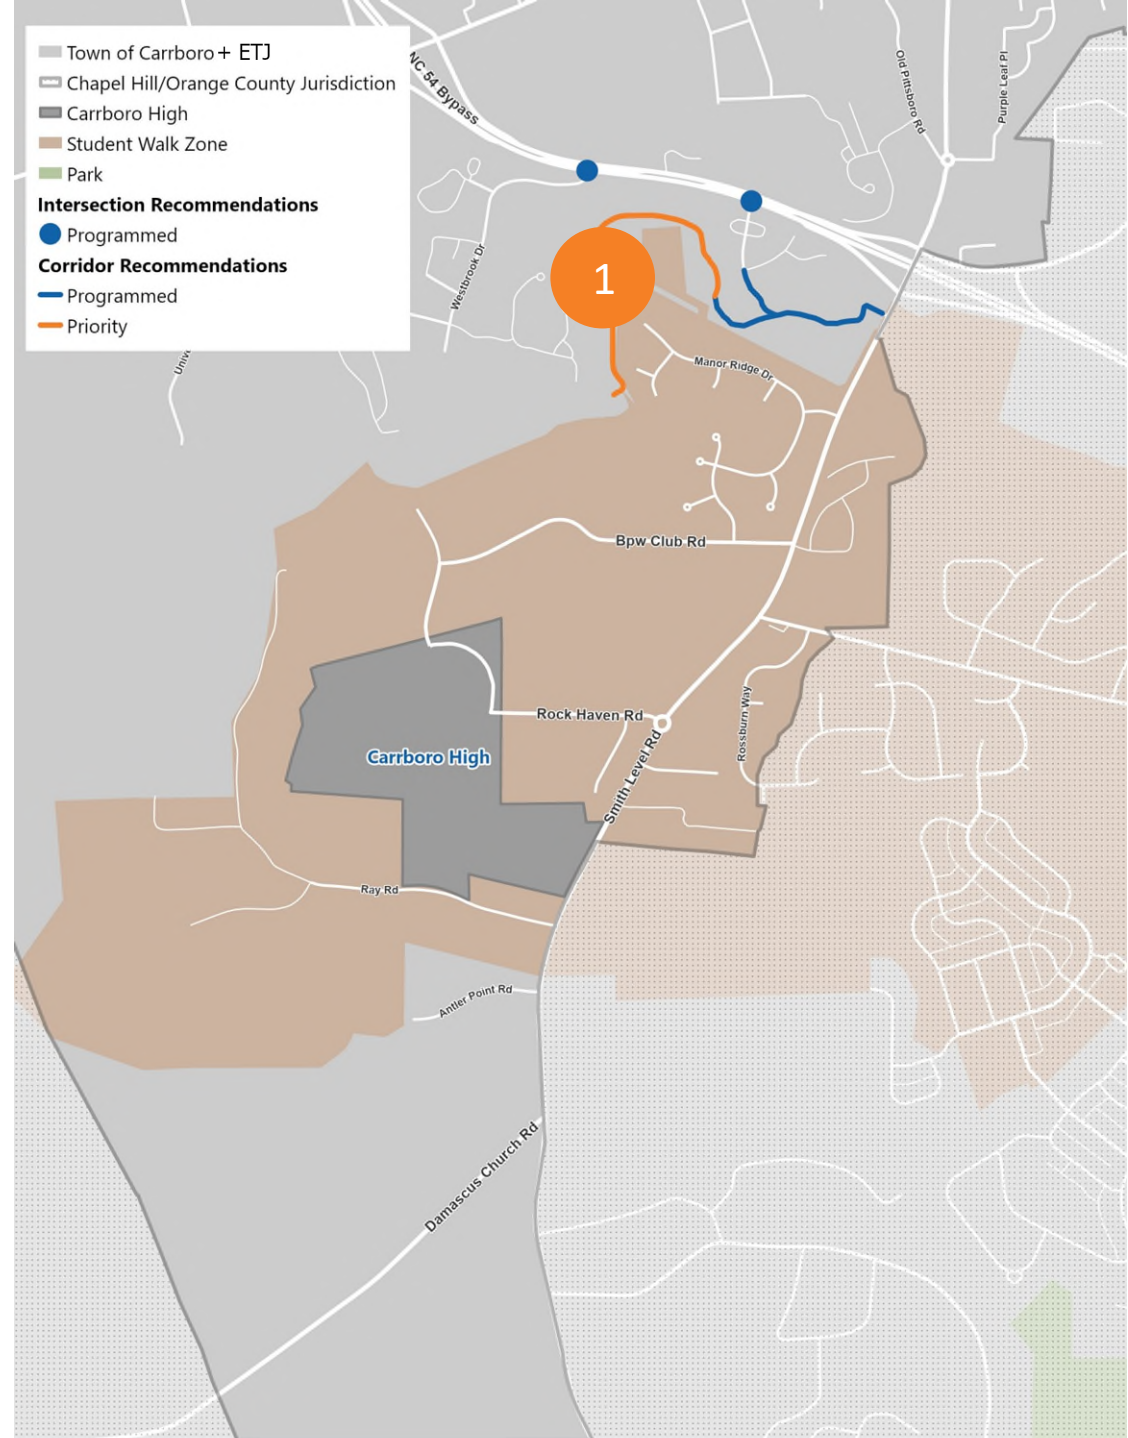 Town of Carrboro + ETJ
Chapel Hill/Orange County Jurisdiction
Carrboro High
Student Walk Zone
Park
Intersection Recommendations
Programmed
Corridor Recommendations
Programmed
Priority
NC 54 Bypass
Old Pittsboro Rd
Purple Leaf Pl
Westbrook Dr
1
Univ
Manor Ridge Dr
Bpw Club Rd
Rossburn Way
Rock Haven Rd
Carrboro High
Smith Level Rd
Ray Rd
Antler Point Rd
Damascus Church Rd